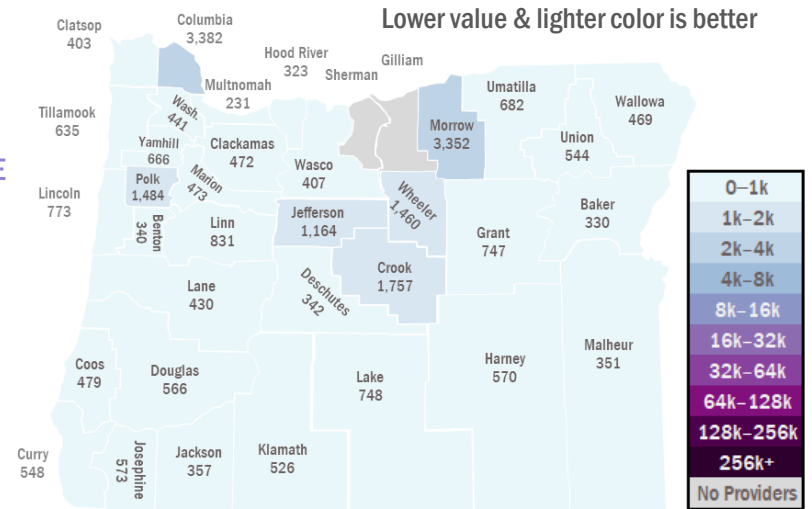 Lower value & lighter color is better
Clatsop
403
Columbia
3,382
Hood River
323
Sherman
Gilliam
Multnomah
231
Tillamook
635
Wash.
441
Yamhill
666
Clackamas
472
Wasco
407
Morrow
3,352
Umatilla
682
Union
544
Wallowa
469
Lincoln
773
Polk
1,484
Marion
473
Benton
340
Linn
831
Jefferson
1,164
Wheeler
1,460
Grant
747
Baker
330
Lane
430
Deschutes
342
Crook
1,757
Coos
479
Douglas
566
Lake
748
Harney
570
Malheur
351
Curry
548
Josephine
573
Jackson
357
Klamath
526
0–1k
1k–2k
2k–4k
4k–8k
8k–16k
16k–32k
32k–64k
64k–128k
128k–256k
256k+
No Providers